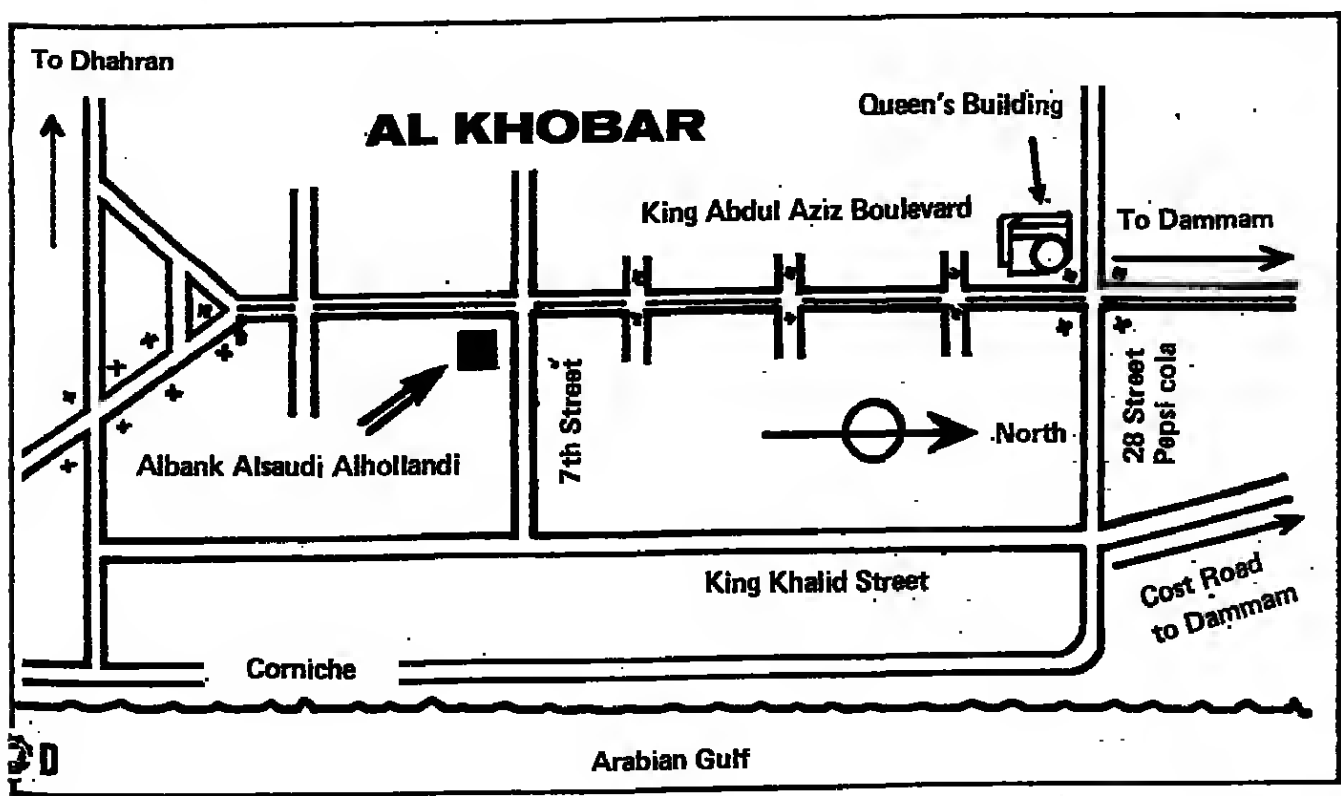 To Dhahran
AL KHOBAR
Queen's Building
King Abdul Aziz Boulevard
To Dammam
Albank Alsaudi Alhollandi
7th Street
North
28 Street
Pepsi cola
King Khalid Street
Cost Road
to Dammam
Corniche
Arabian Gulf
D